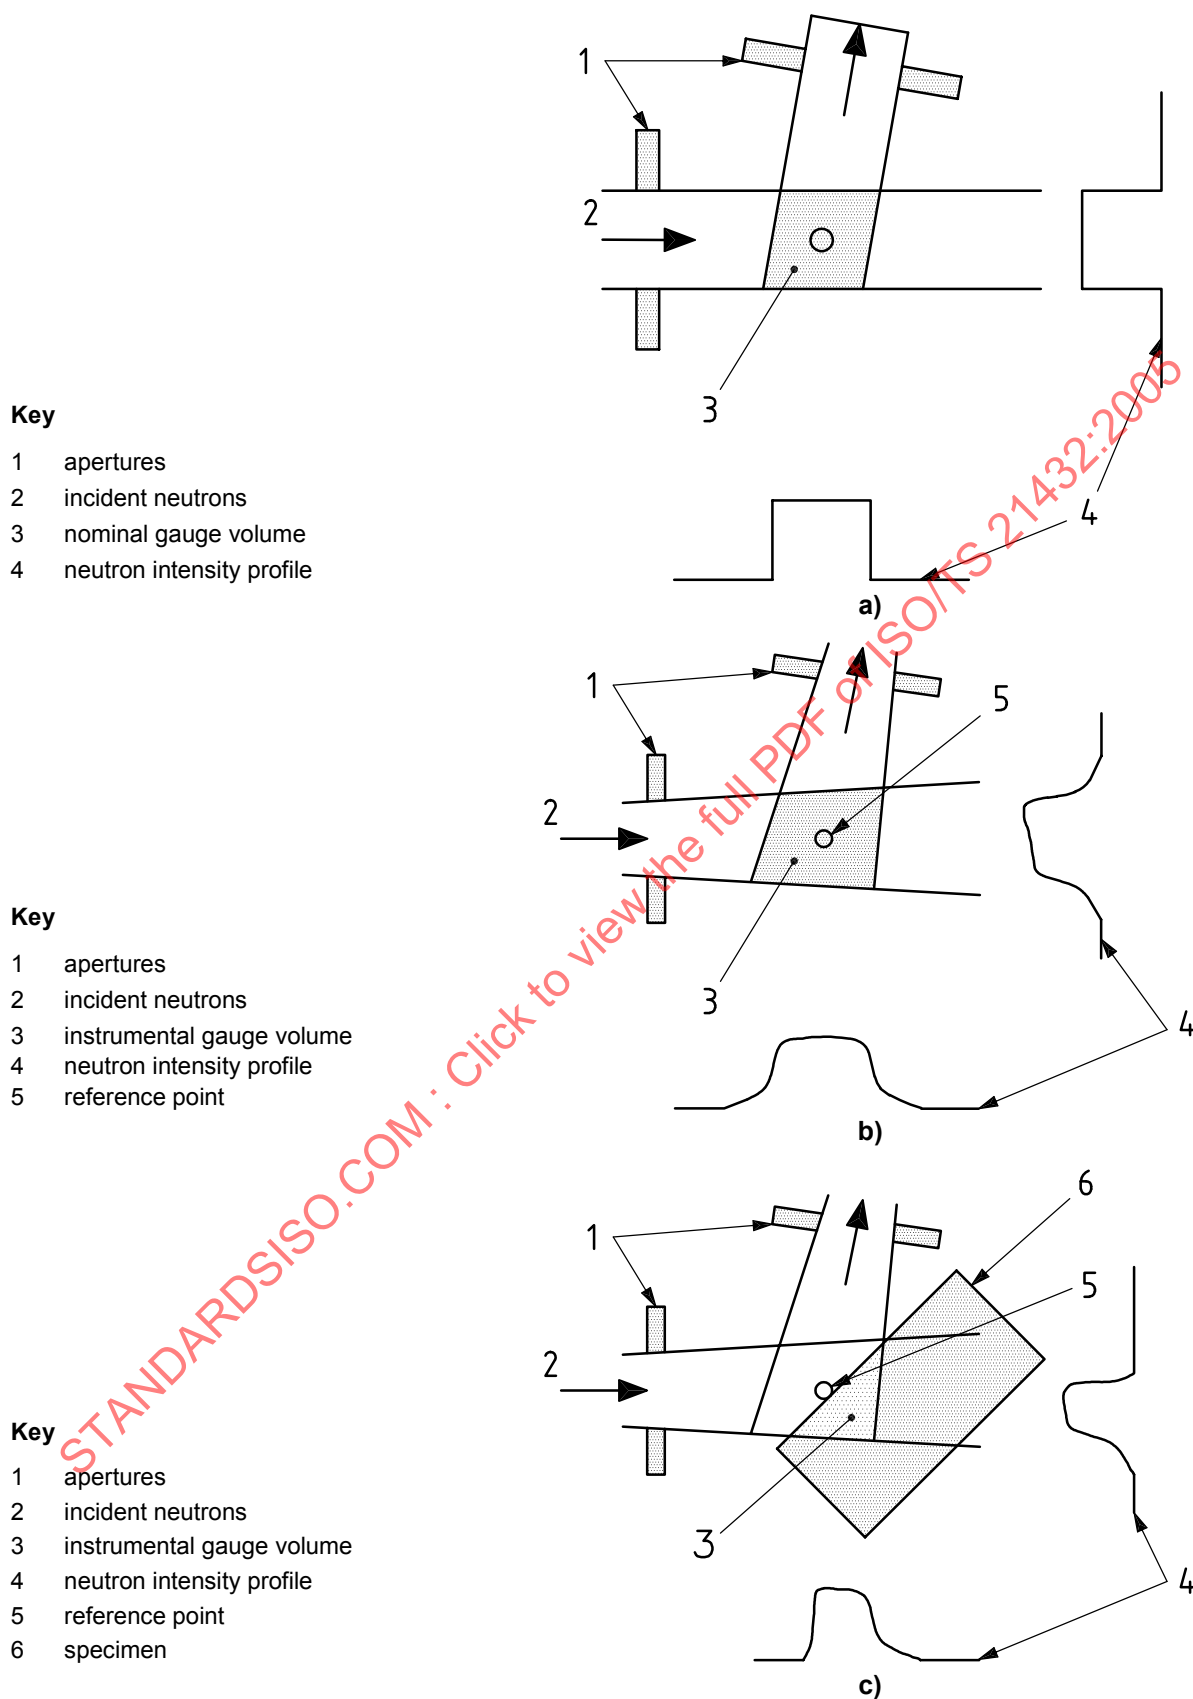 1
2
3
4
a)
Key
1 apertures
2 incident neutrons
3 nominal gauge volume
4 neutron intensity profile
1
2
3
4
5
b)
Key
1 apertures
2 incident neutrons
3 instrumental gauge volume
4 neutron intensity profile
5 reference point
1
2
3
4
5
6
c)
Key
1 apertures
2 incident neutrons
3 instrumental gauge volume
4 neutron intensity profile
5 reference point
6 specimen
STANDARDSISO.COM : Click to view the full PDF of ISO/TS 21432:2005